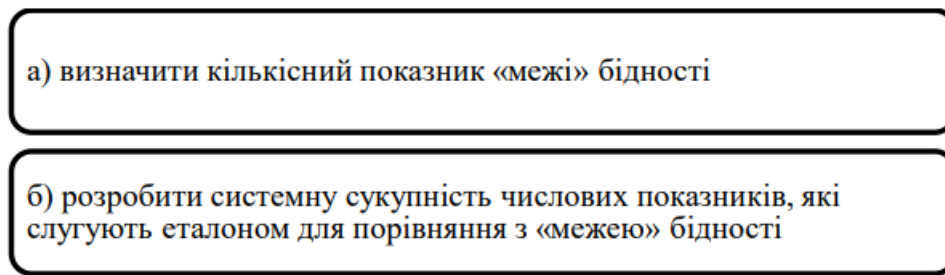 а) визначити кількісний показник «межі» бідності
б) розробити системну сукупність числових показників, які
слугують еталоном для порівняння з «межею» бідності